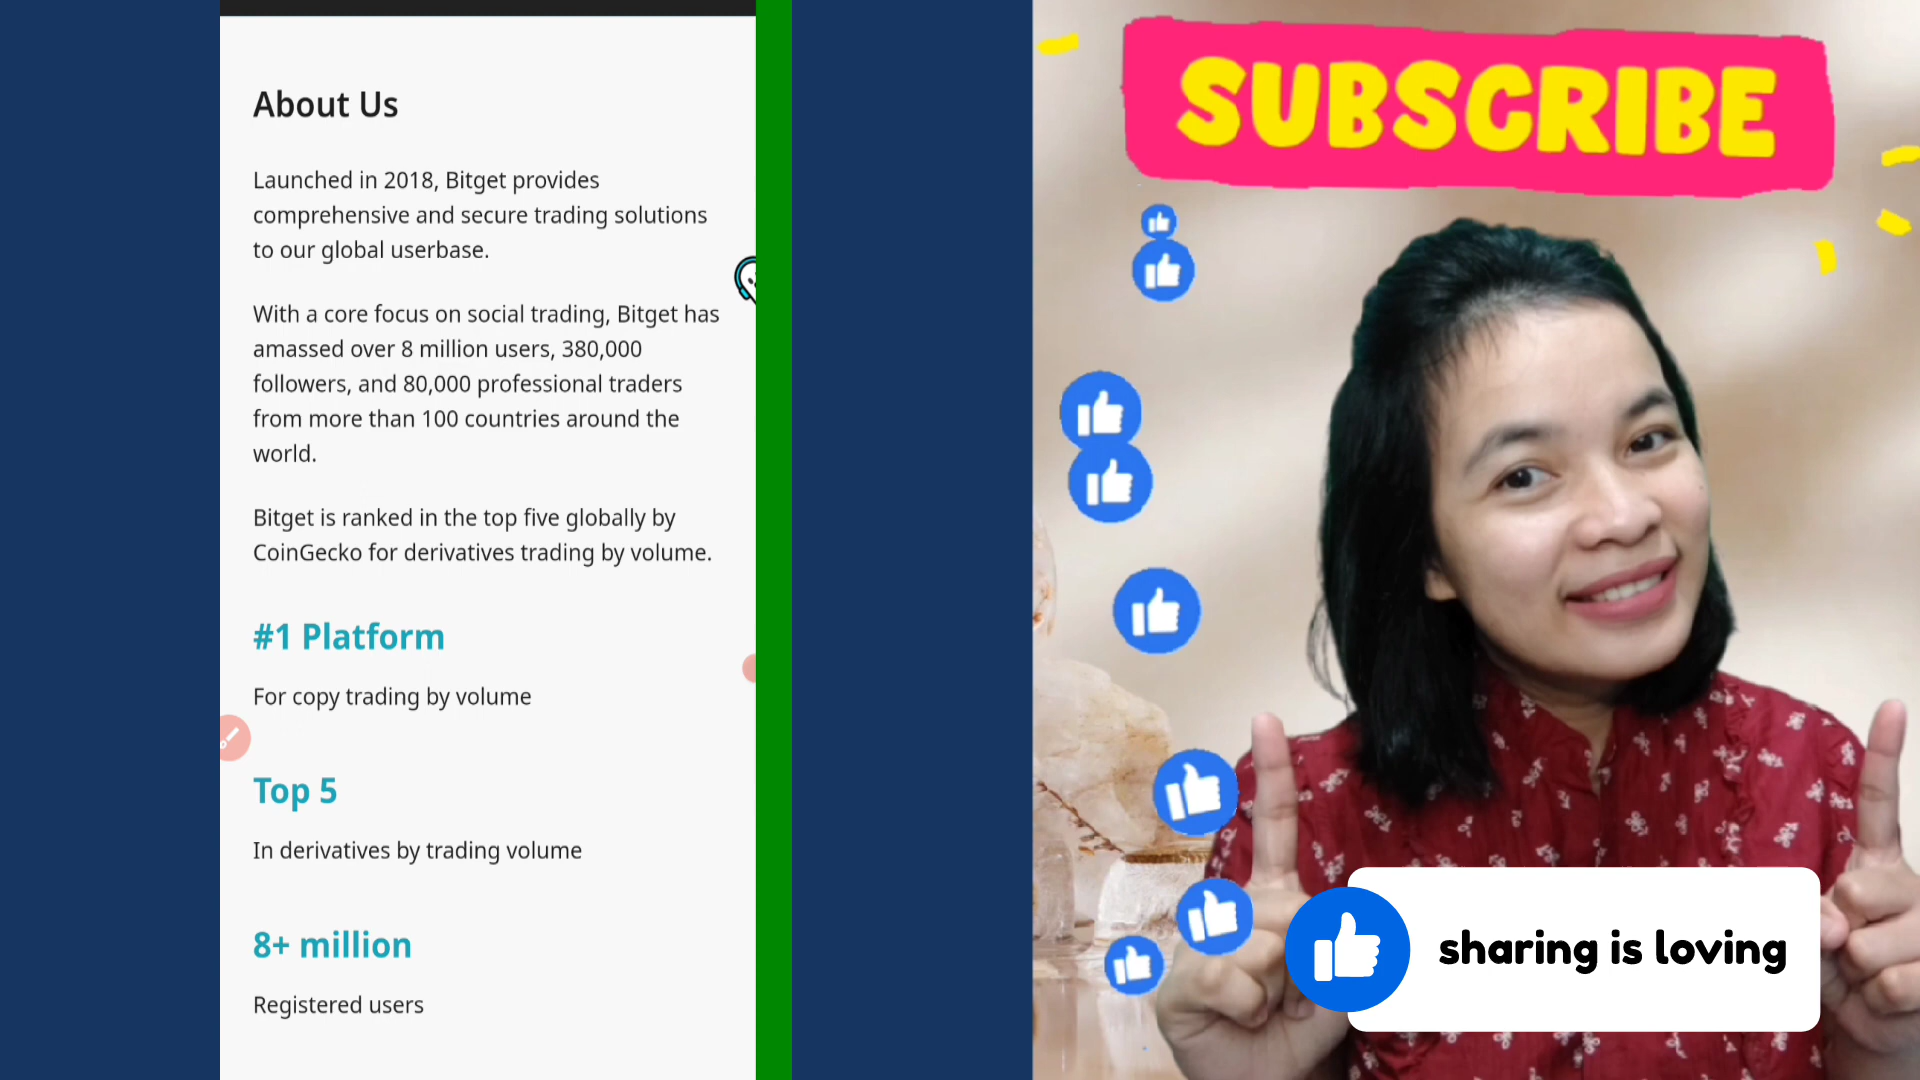 About Us
Launched in 2018, Bitget provides
comprehensive and secure trading solutions
to our global userbase.
With a core focus on social trading, Bitget has
amassed over 8 million users, 380,000
followers, and 80,000 professional traders
from more than 100 countries around the
world.
Bitget is ranked in the top five globally by
CoinGecko for derivatives trading by volume.
#1 Platform
For copy trading by volume
Top 5
In derivatives by trading volume
8+ million
Registered users
SUBSCRIBE
sharing is loving